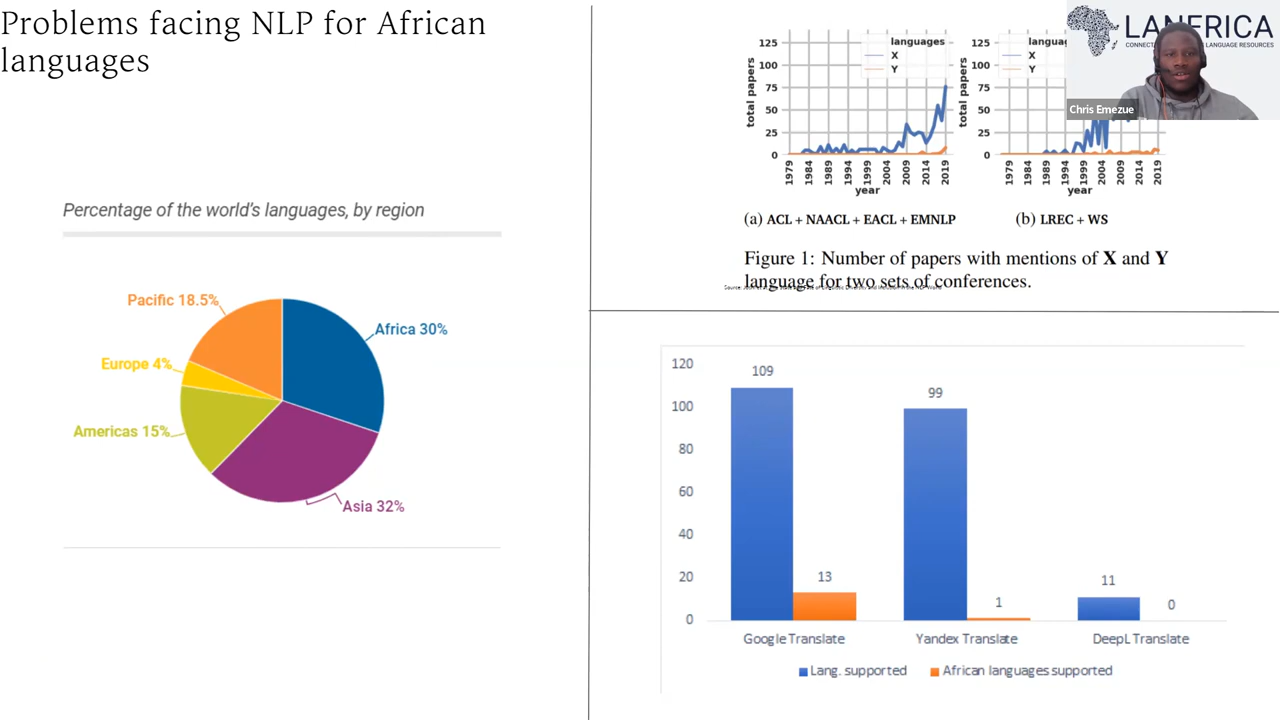 Problems facing NLP for African
languages
Percentage of the world's languages, by region
Pacific 18.5%
Africa 30%
Europe 4%
Americas 15%
Asia 32%
languages
X
Y
125
100
75
50
25
0
total papers
1979
1984
1989
1994
1999
2004
2009
2014
2019
year
(a) ACL + NAACL + EACL + EMNLP
languag
X
Y
125
100
75
50
25
0
total papers
1979
1984
1989
1994
1999
2004
2009
2014
2019
year
(b) LREC + WS
Figure 1: Number of papers with mentions of X and Y
language for two sets of conferences.
LANFRICA
LANGUAGE RESOURCES
Chris Emezue
120
100
80
60
40
20
0
109
13
99
1
11
0
Google Translate
Yandex Translate
DeepL Translate
Lang. supported
African languages supported